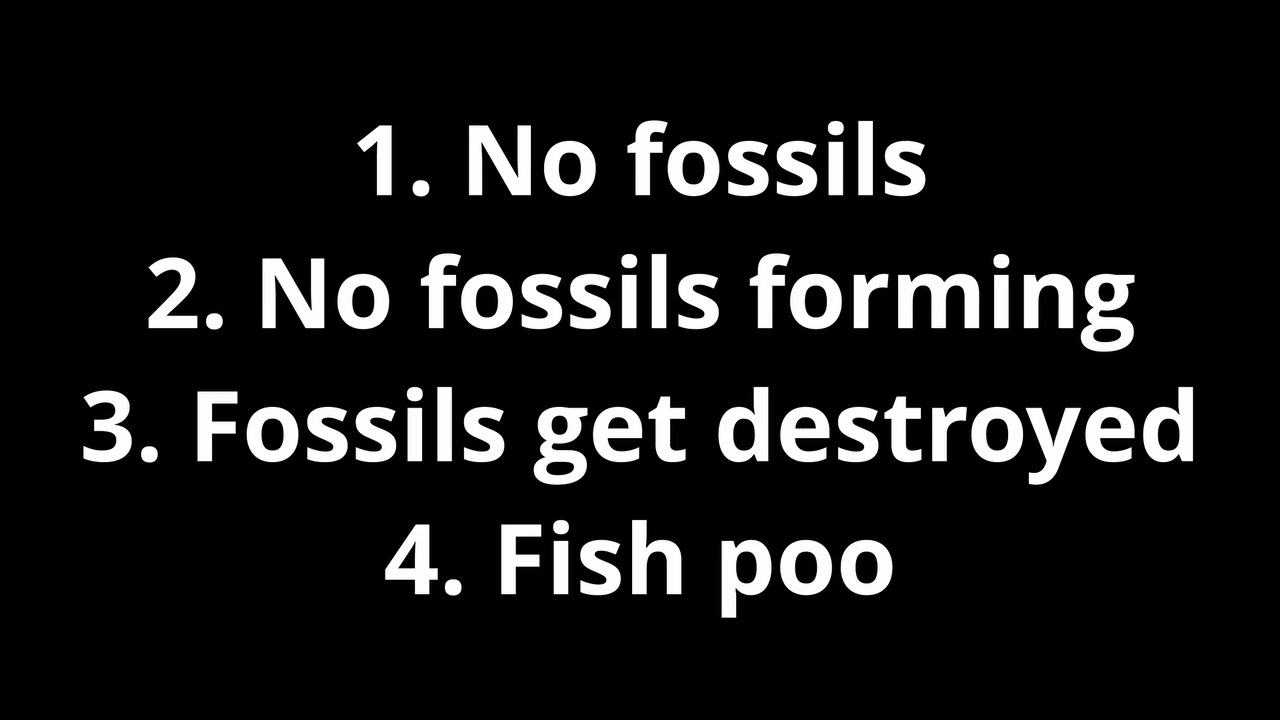 1. No fossils
2. No fossils forming
3. Fossils get destroyed
4. Fish poo